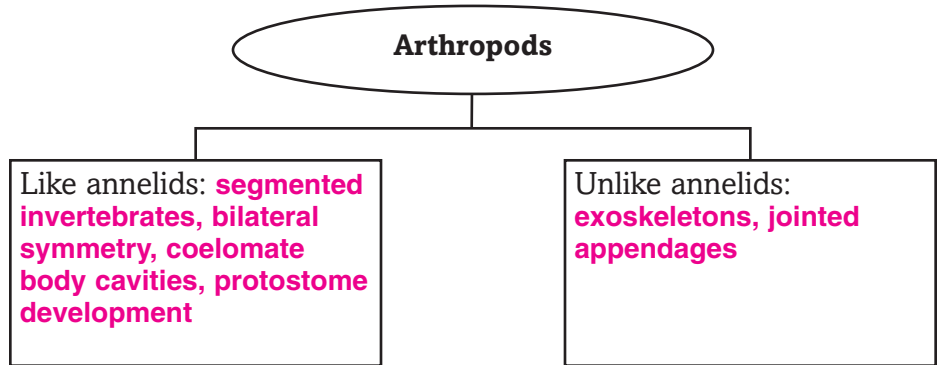 Arthropods
Like annelids: segmented
invertebrates, bilateral
symmetry, coelomate
body cavities, protostome
development
Unlike annelids:
exoskeletons, jointed
appendages